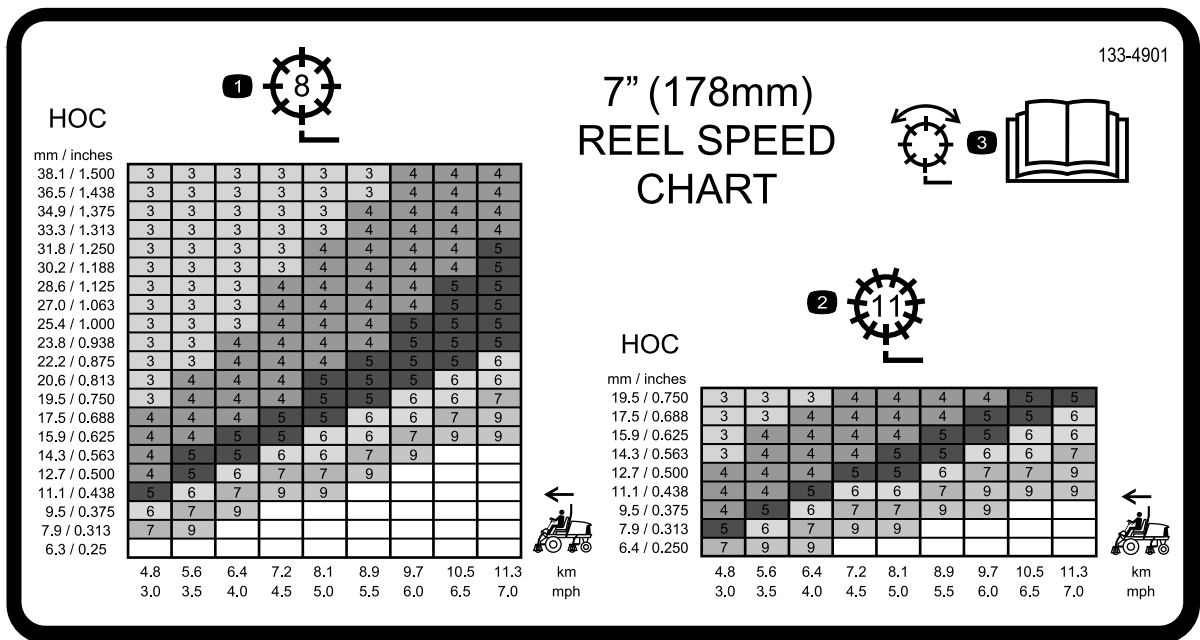 133-4901
7” (178mm)
REEL SPEED
CHART
1
8
3
HOC
mm / inches
38.1 / 1.500 3 3 3 3 3 3 4 4 4
36.5 / 1.438 3 3 3 3 3 3 4 4 4
34.9 / 1.375 3 3 3 3 3 4 4 4 4
33.3 / 1.313 3 3 3 3 3 4 4 4 4
31.8 / 1.250 3 3 3 3 4 4 4 4 5
30.2 / 1.188 3 3 3 3 4 4 4 4 5
28.6 / 1.125 3 3 3 4 4 4 4 5 5
27.0 / 1.063 3 3 3 4 4 4 4 5 5
25.4 / 1.000 3 3 3 4 4 4 5 5 5
23.8 / 0.938 3 3 4 4 4 4 5 5 5
22.2 / 0.875 3 3 4 4 4 5 5 5 6
20.6 / 0.813 3 4 4 4 5 5 5 6 6
19.5 / 0.750 3 4 4 4 5 5 6 6 7
17.5 / 0.688 4 4 4 5 5 6 6 7 9
15.9 / 0.625 4 4 5 5 6 6 7 9 9
14.3 / 0.563 4 5 5 6 6 7 9
12.7 / 0.500 4 5 6 7 7 9
11.1 / 0.438 5 6 7 9 9
9.5 / 0.375 6 7 9
7.9 / 0.313 7 9
6.3 / 0.25
4.8 5.6 6.4 7.2 8.1 8.9 9.7 10.5 11.3 km
3.0 3.5 4.0 4.5 5.0 5.5 6.0 6.5 7.0 mph
2
11
HOC
mm / inches
19.5 / 0.750 3 3 3 4 4 4 4 5 5
17.5 / 0.688 3 3 4 4 4 4 5 5 6
15.9 / 0.625 3 4 4 4 4 5 5 6 6
14.3 / 0.563 3 4 4 4 5 5 6 6 7
12.7 / 0.500 4 4 4 5 5 6 7 7 9
11.1 / 0.438 4 4 5 6 6 7 9 9 9
9.5 / 0.375 4 5 6 7 7 9 9
7.9 / 0.313 5 6 7 9 9
6.4 / 0.250 7 9 9
4.8 5.6 6.4 7.2 8.1 8.9 9.7 10.5 11.3 km
3.0 3.5 4.0 4.5 5.0 5.5 6.0 6.5 7.0 mph